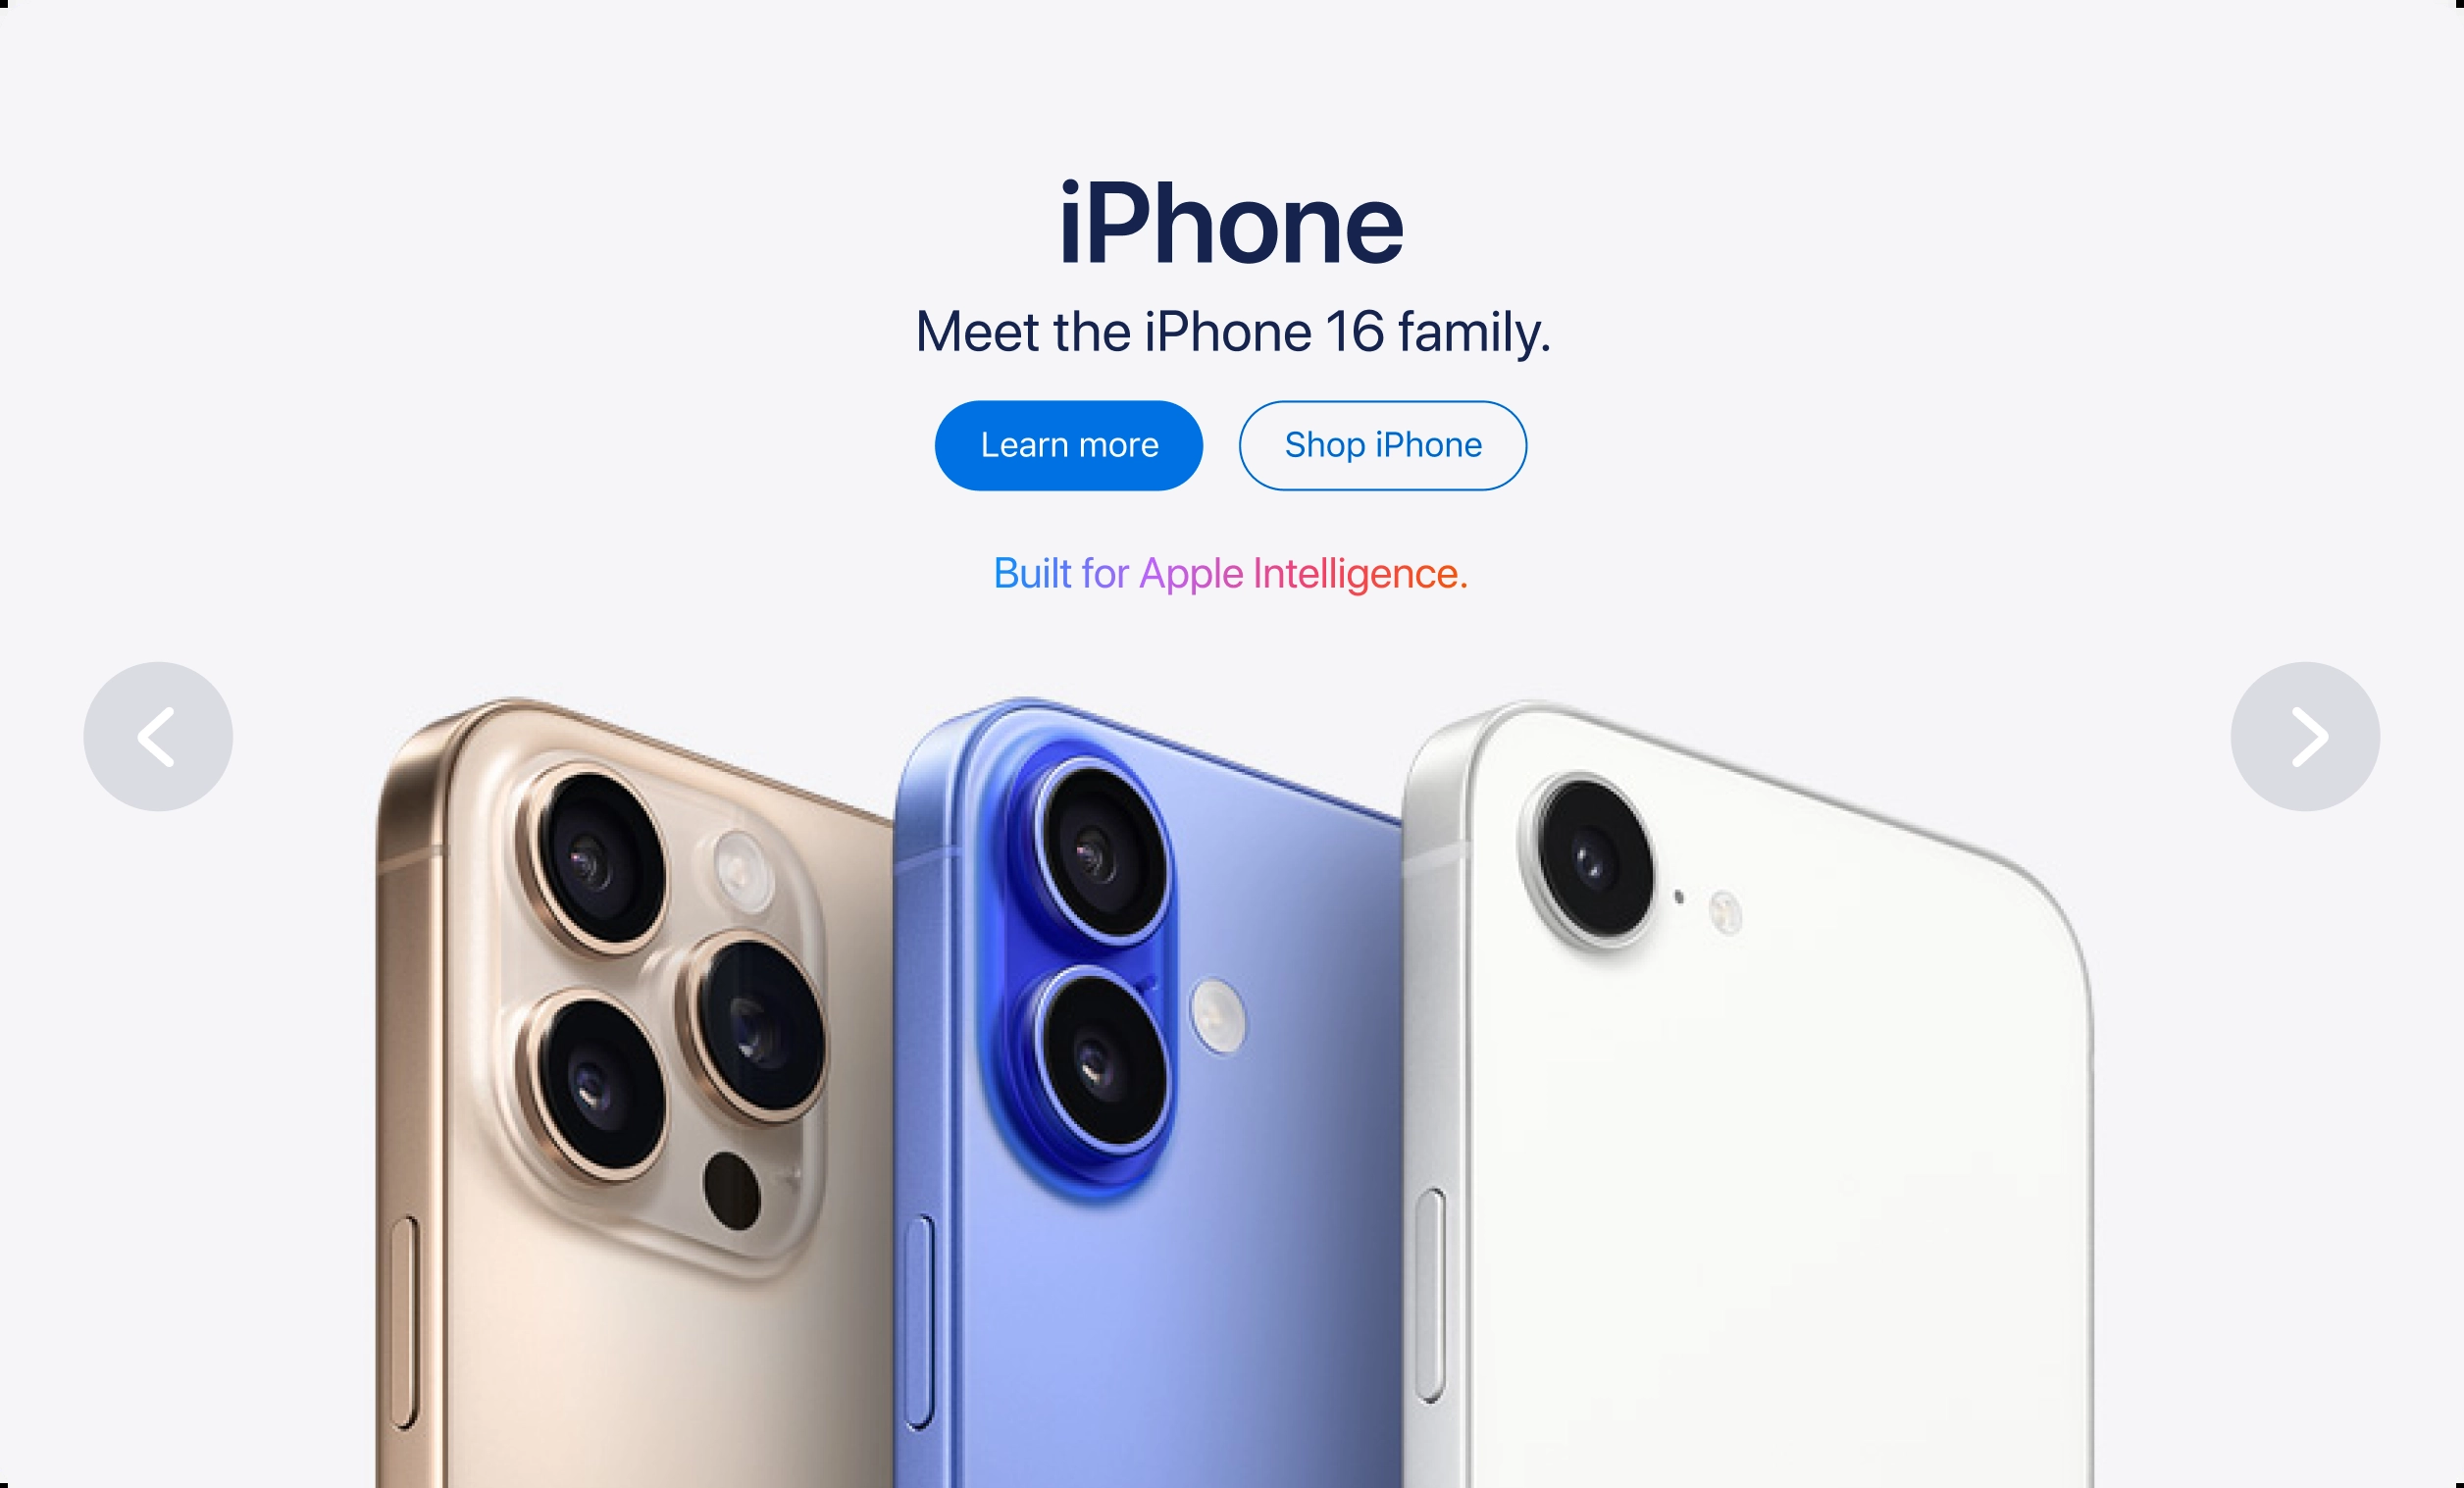 iPhone
Meet the iPhone 16 family.
Learn more
Shop iPhone
Built for Apple Intelligence.